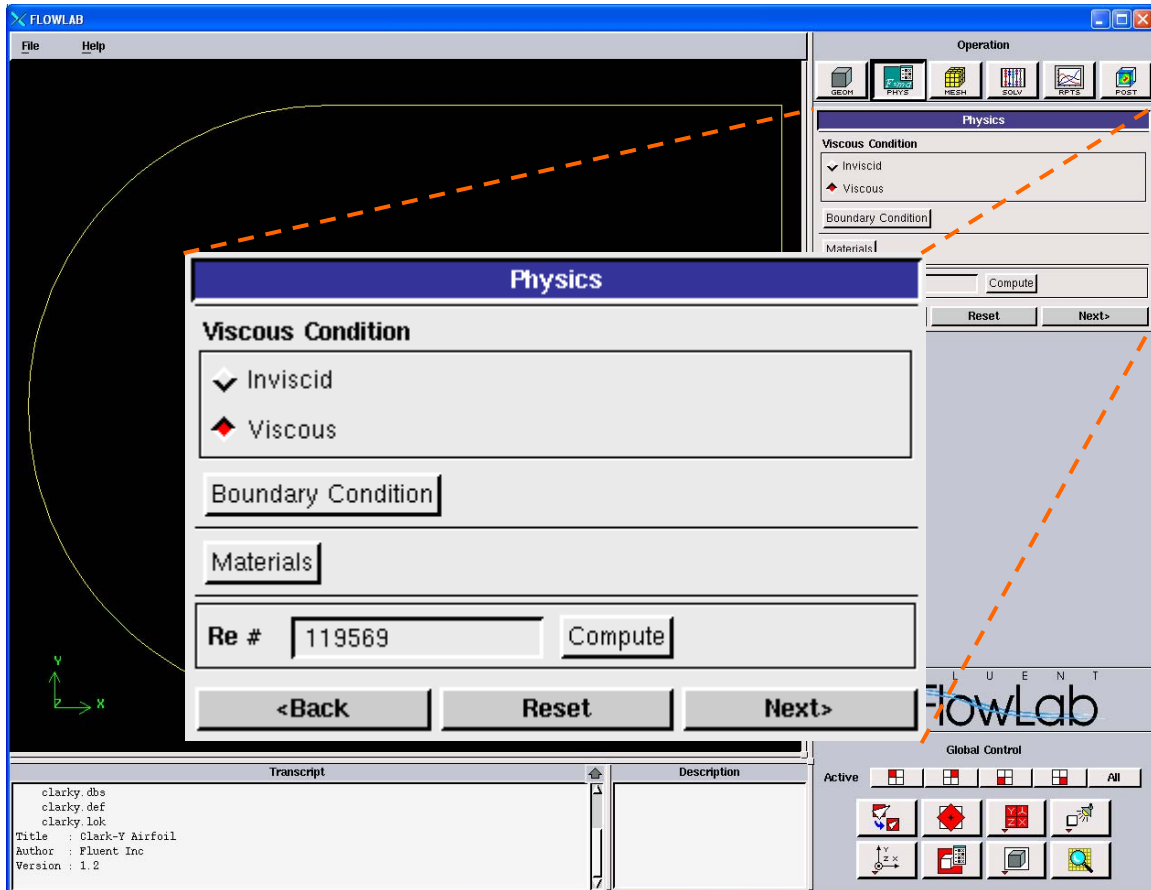 FLOWLAB
File Help
Operation
GEOM PHYS MESH SOLV RPTS POST
Physics
Viscous Condition
Inviscid
Viscous
Boundary Condition
Materials
Compute
Reset Next>
Physics
Viscous Condition
Inviscid
Viscous
Boundary Condition
Materials
Re # 119569 Compute
<Back Reset Next>
Y
Z X
L U E N T
FlowLab
Global Control
Active All
Transcript
clarky.dbs
clarky.def
clarky.lok
Title : Clark-Y Airfoil
Author : Fluent Inc
Version : 1.2
Description